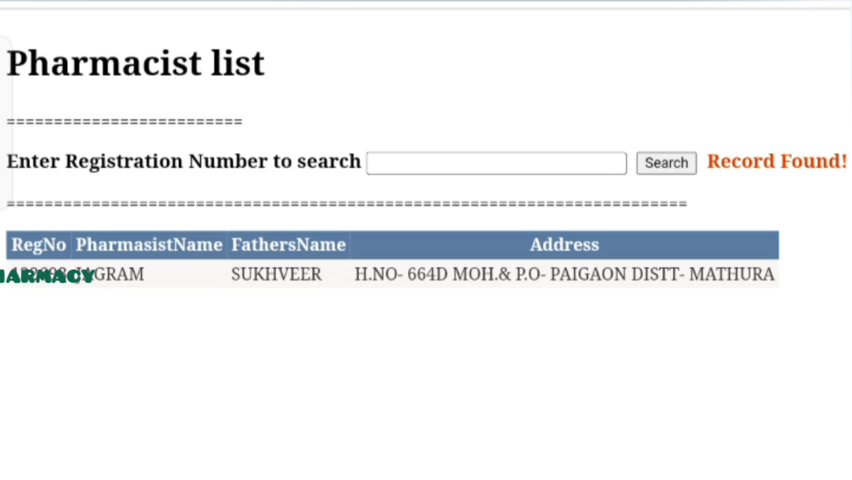 Pharmacist list
=========================
Enter Registration Number to search Search Record Found!
========================================================================
RegNo PharmasistName FathersName Address
HARMACY GRAM SUKHVEER H.NO- 664D MOH.& P.O- PAIGAON DISTT- MATHURA